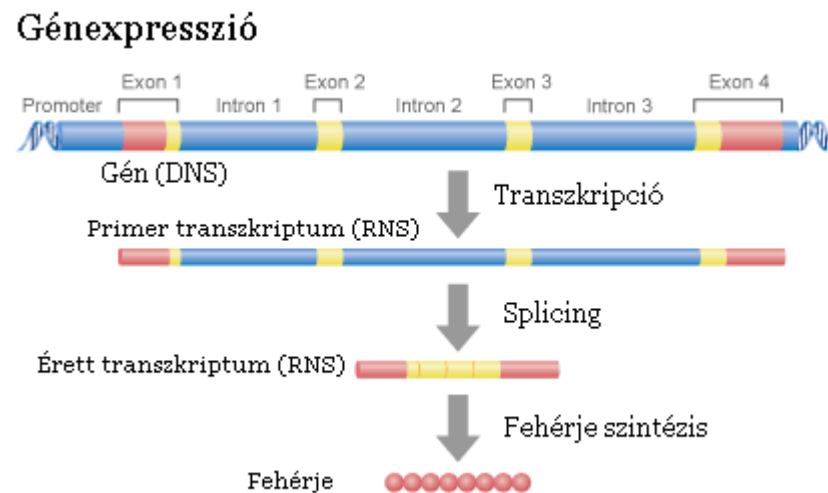 Génexpresszió
Exon 1 Exon 2 Exon 3 Exon 4
Promoter Intron 1 Intron 2 Intron 3
Gén (DNS)
Transzkripció
Primer transzkriptum (RNS)
Splicing
Érett transzkriptum (RNS)
Fehérje szintézis
Fehérje